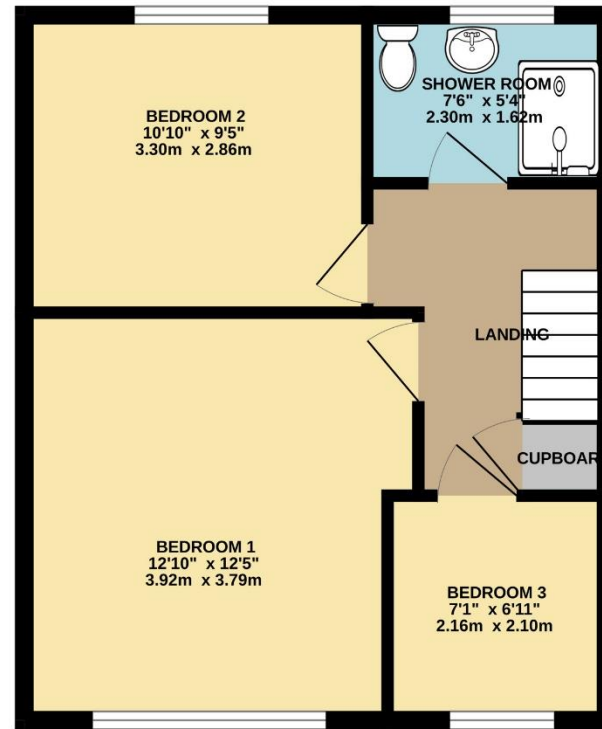 BEDROOM 2
10'10" x 9'5"
3.30m x 2.86m
SHOWER ROOM
7'6" x 5'4"
2.30m x 1.62m
LANDING
CUPBOAR
BEDROOM 1
12'10" x 12'5"
3.92m x 3.79m
BEDROOM 3
7'1" x 6'11"
2.16m x 2.10m